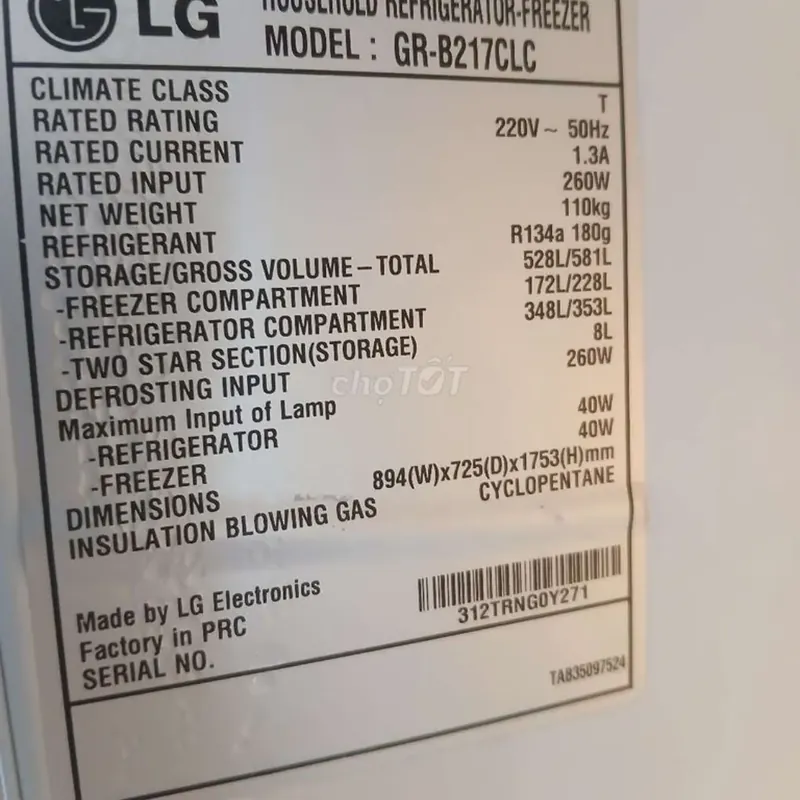 LG
HOUSEHOLD REFRIGERATOR-FREEZER
MODEL : GR-B217CLC
CLIMATE CLASS T
RATED RATING 220V~ 50Hz
RATED CURRENT 1.3A
RATED INPUT 260W
NET WEIGHT 110kg
REFRIGERANT R134a 180g
STORAGE/GROSS VOLUME-TOTAL 528L/581L
-FREEZER COMPARTMENT 172L/228L
-REFRIGERATOR COMPARTMENT 348L/353L
-TWO STAR SECTION(STORAGE) 8L
DEFROSTING INPUT 260W
Maximum Input of Lamp
-REFRIGERATOR 40W
-FREEZER 40W
DIMENSIONS 894(W)x725(D)x1753(H)mm
INSULATION BLOWING GAS CYCLOPENTANE
chợTỐT
Made by LG Electronics
Factory in PRC
SERIAL NO. 312TRNG0Y271
TA835097524